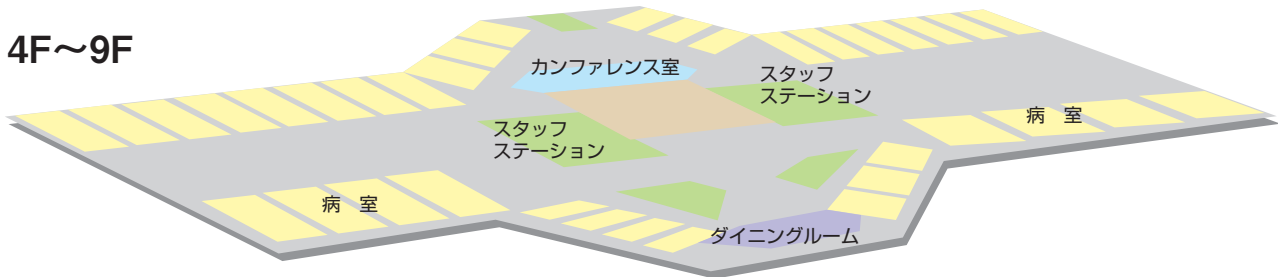 4F～9F
カンファレンス室
スタッフ
ステーション
スタッフ
ステーション
病　室
病　室
ダイニングルーム